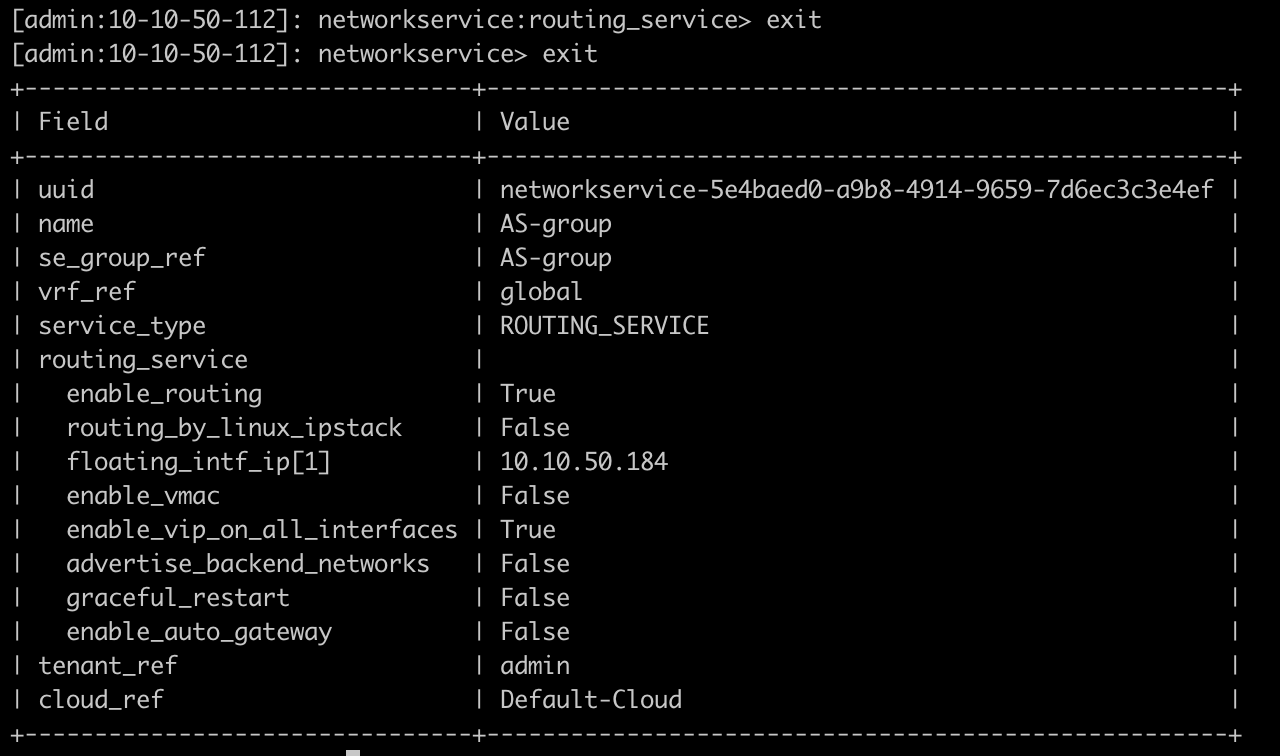 [admin:10-10-50-112]: networkservice:routing_service> exit
[admin:10-10-50-112]: networkservice> exit
+--------------------------------+-----------------------------------------------------+
| Field                          | Value                                               |
+--------------------------------+-----------------------------------------------------+
| uuid                           | networkservice-5e4baed0-a9b8-4914-9659-7d6ec3c3e4ef |
| name                           | AS-group                                            |
| se_group_ref                   | AS-group                                            |
| vrf_ref                        | global                                              |
| service_type                   | ROUTING_SERVICE                                     |
| routing_service                |                                                     |
|   enable_routing               | True                                                |
|   routing_by_linux_ipstack     | False                                               |
|   floating_intf_ip[1]          | 10.10.50.184                                        |
|   enable_vmac                  | False                                               |
|   enable_vip_on_all_interfaces | True                                                |
|   advertise_backend_networks   | False                                               |
|   graceful_restart             | False                                               |
|   enable_auto_gateway          | False                                               |
| tenant_ref                     | admin                                               |
| cloud_ref                      | Default-Cloud                                       |
+--------------------------------+-----------------------------------------------------+